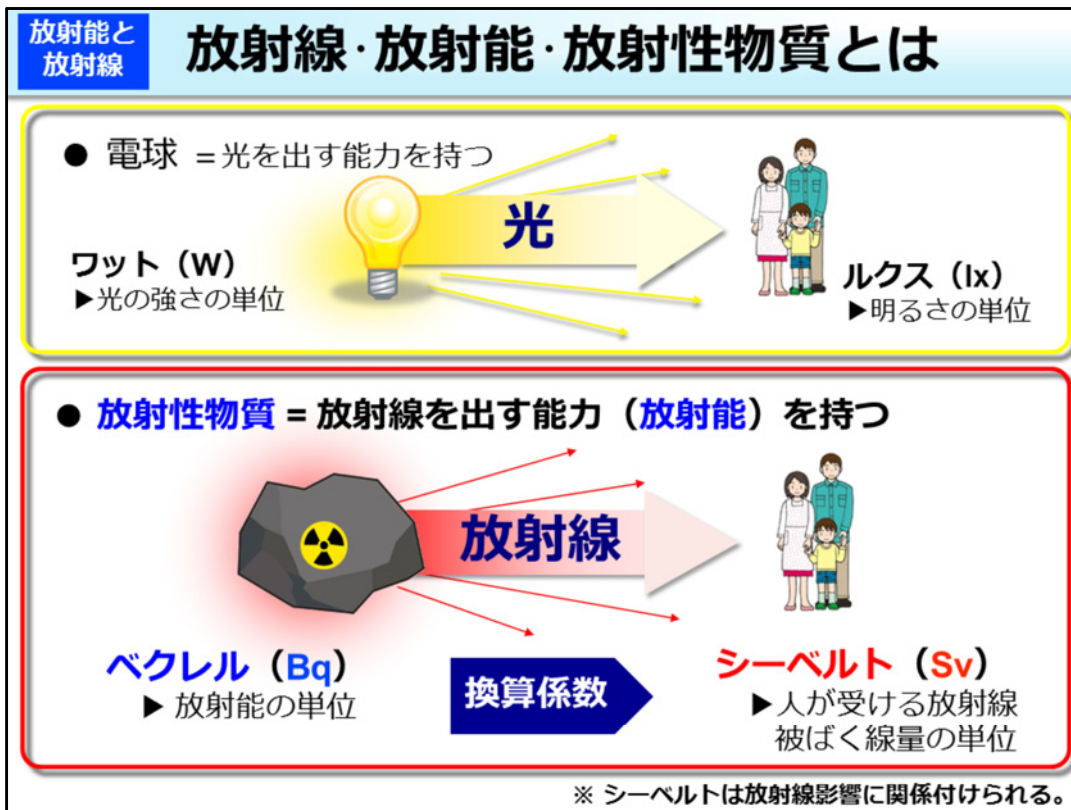 放射能と
放射線
放射線・放射能・放射性物質とは
● 電球 =光を出す能力を持つ
光
ワット(W)
▶光の強さの単位
ルクス(lx)
▶明るさの単位
● 放射性物質 = 放射線を出す能力(放射能)を持つ
放射線
ベクレル(Bq)
▶ 放射能の単位
換算係数
シーベルト(Sv)
▶人が受ける放射線
被ばく線量の単位
※ シーベルトは放射線影響に関係付けられる。